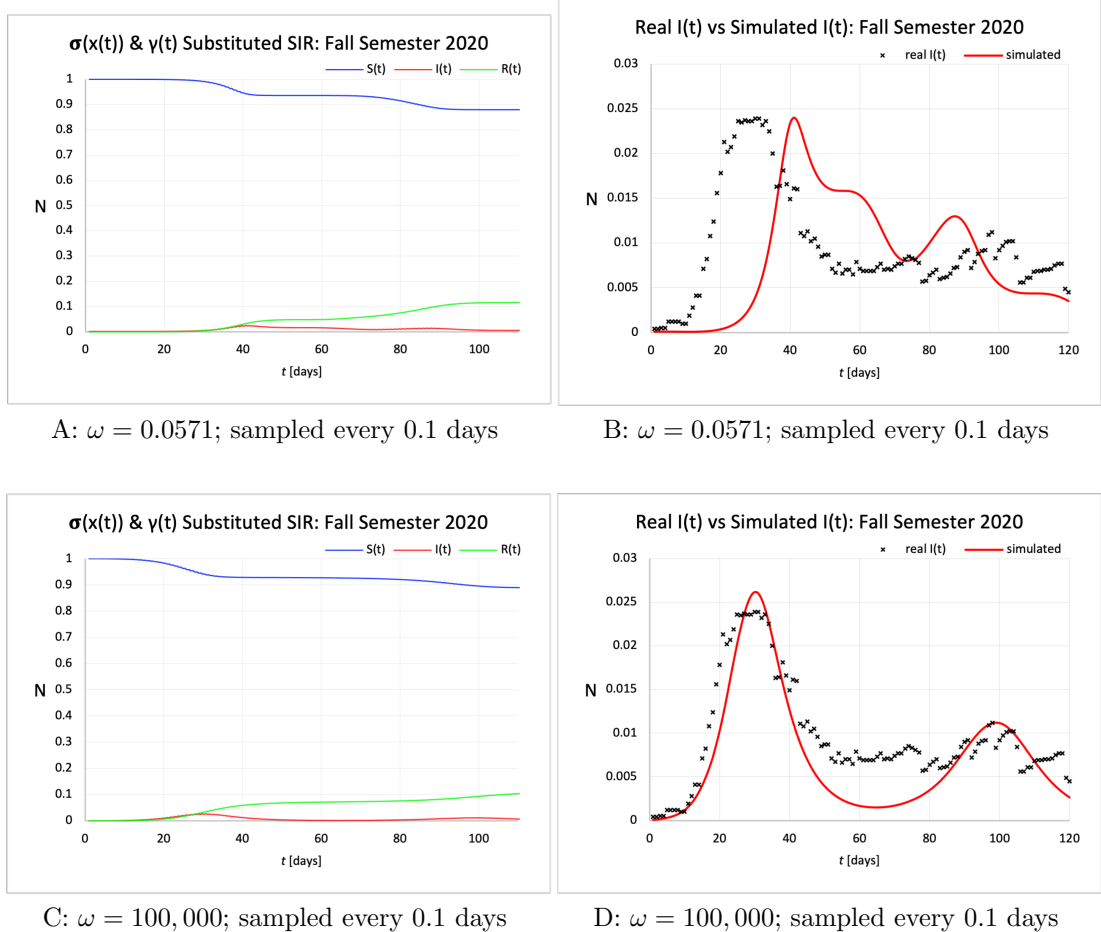 σ(x(t)) & γ(t) Substituted SIR: Fall Semester 2020
S(t) I(t) R(t)
1
0.9
0.8
0.7
0.6
0.5
0.4
0.3
0.2
0.1
0
N
0 20 40 60 80 100
t [days]
A: ω = 0.0571; sampled every 0.1 days
Real I(t) vs Simulated I(t): Fall Semester 2020
real I(t) simulated
0.03
0.025
0.02
0.015
0.01
0.005
0
N
0 20 40 60 80 100 120
t [days]
B: ω = 0.0571; sampled every 0.1 days
σ(x(t)) & γ(t) Substituted SIR: Fall Semester 2020
S(t) I(t) R(t)
1
0.9
0.8
0.7
0.6
0.5
0.4
0.3
0.2
0.1
0
N
0 20 40 60 80 100
t [days]
C: ω = 100,000; sampled every 0.1 days
Real I(t) vs Simulated I(t): Fall Semester 2020
real I(t) simulated
0.03
0.025
0.02
0.015
0.01
0.005
0
N
0 20 40 60 80 100 120
t [days]
D: ω = 100,000; sampled every 0.1 days